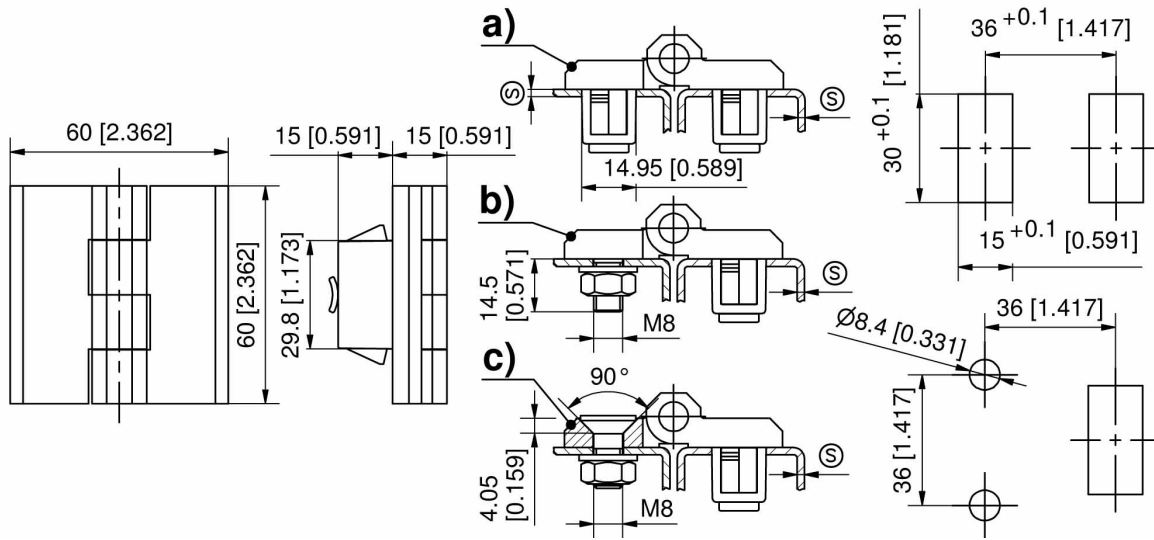 60 [2.362]
60 [2.362]
15 [0.591]
15 [0.591]
29.8 [1.173]
a)
S
S
14.95 [0.589]
b)
14.5
[0.571]
M8
S
c)
90°
4.05
[0.159]
M8
S
36 +0.1 [1.417]
30 +0.1 [1.181]
15 +0.1 [0.591]
36 [1.417]
Ø8.4 [0.331]
36 [1.417]